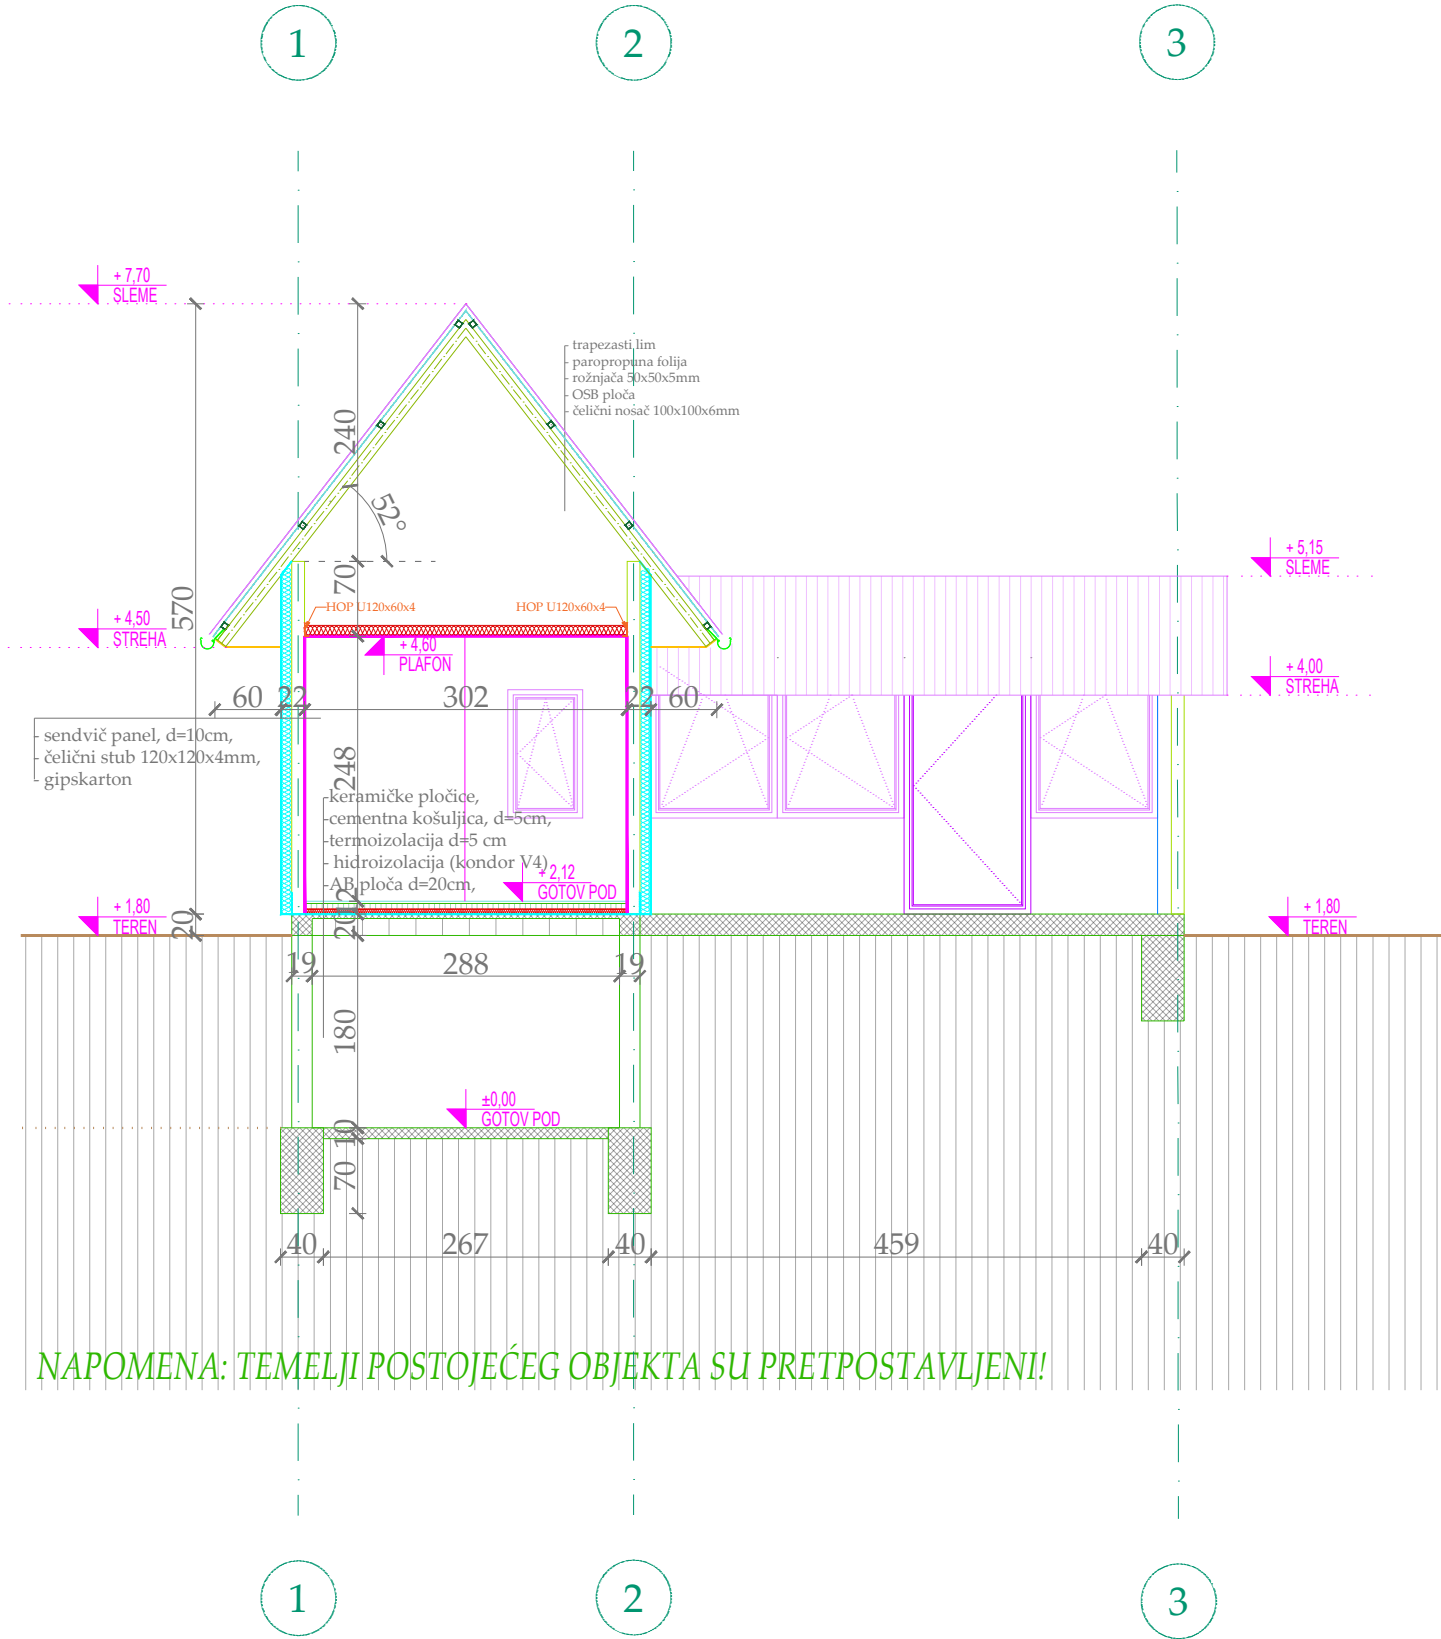 1
2
3
+ 7,70
SLEME
- trapezasti lim
- paropropuna folija
- rožnjača 50x50x5mm
- OSB ploča
- čelični nosač 100x100x6mm
240
52°
+ 5,15
SLEME
70
570
HOP U120x60x4
HOP U120x60x4
+ 4,50
STREHA
+ 4,60
PLAFON
+ 4,00
STREHA
60
22
302
22
60
- sendvič panel, d=10cm,
- čelični stub 120x120x4mm,
- gipskarton
248
-keramičke pločice,
-cementna košuljica, d=5cm,
-termoizolacija d=5 cm
- hidroizolacija (kondor V4)
-AB ploča d=20cm,
+ 2,12
GOTOV POD
12
20
20
+ 1,80
TEREN
+ 1,80
TEREN
19
288
19
180
±0,00
GOTOV POD
10
70
40
267
40
459
40
NAPOMENA: TEMELJI POSTOJEĆEG OBJEKTA SU PRETPOSTAVLJENI!
1
2
3